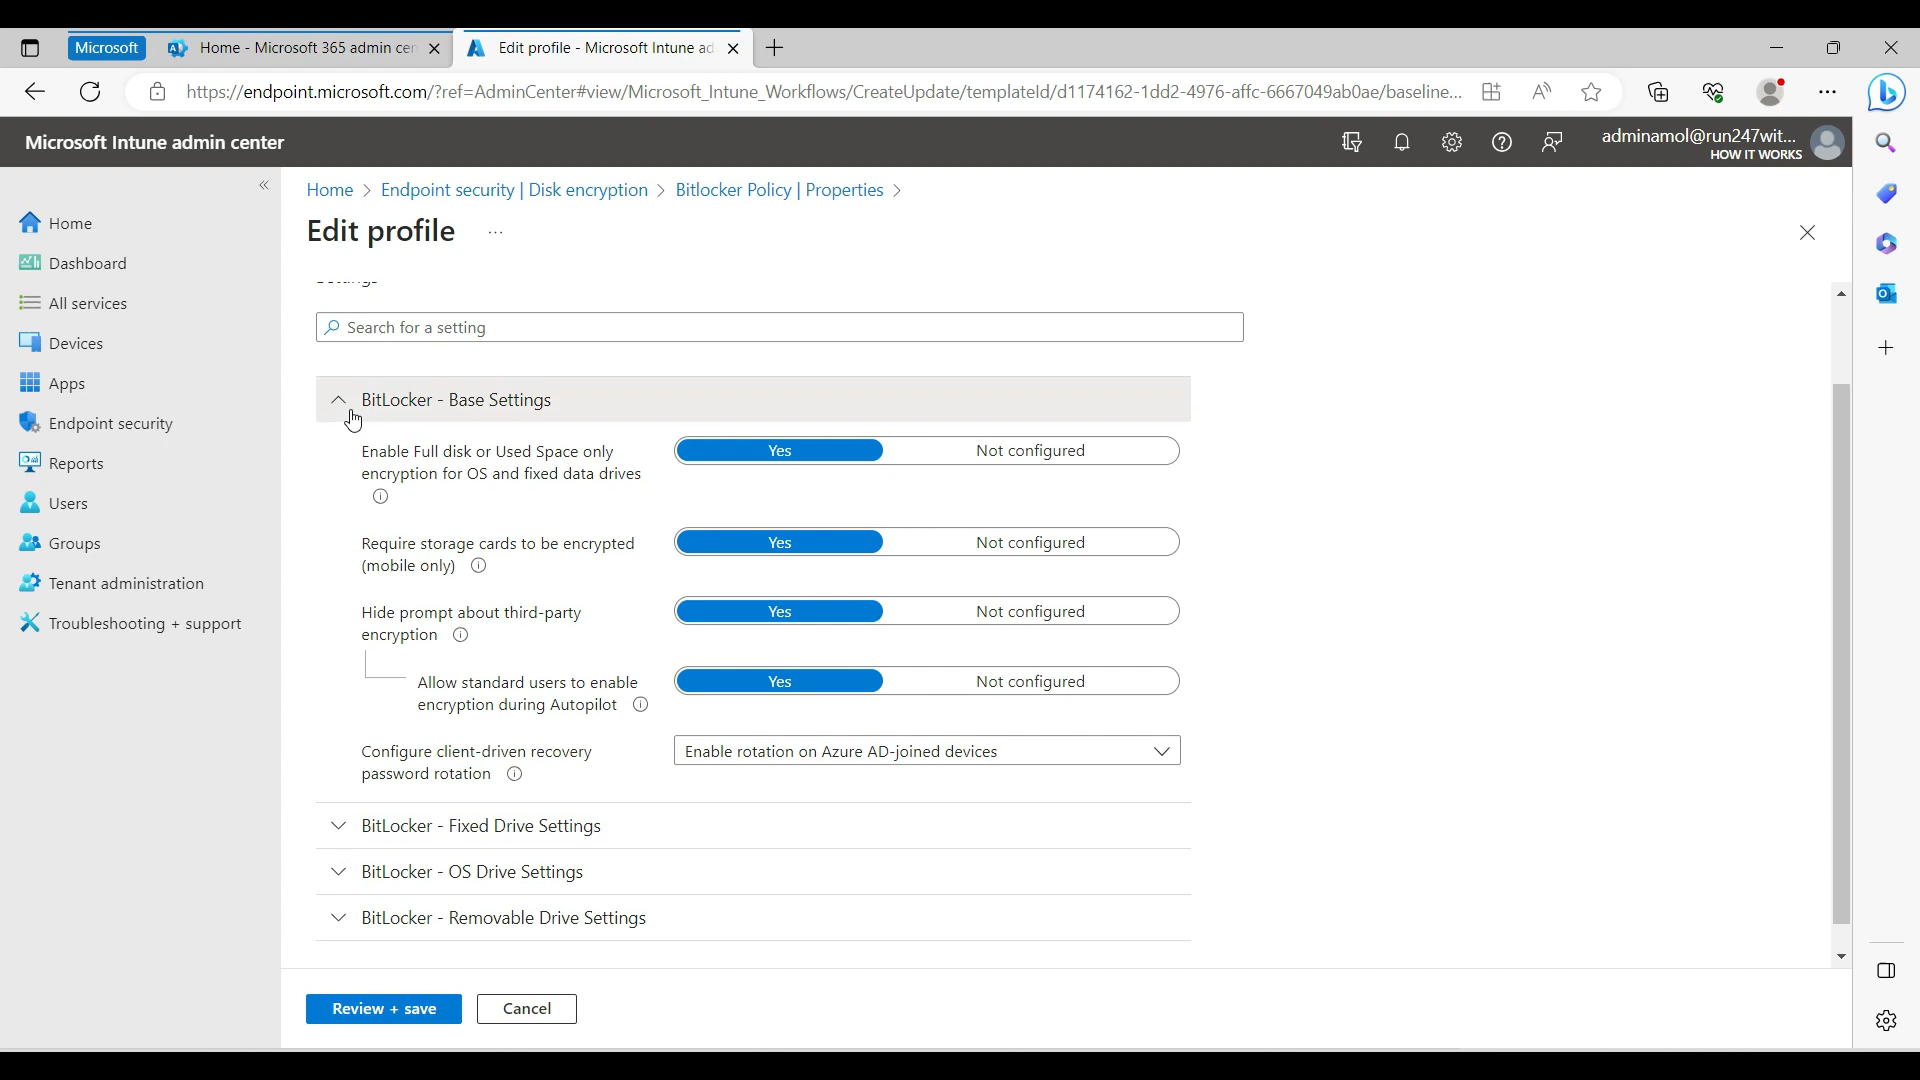 Microsoft
Home - Microsoft 365 admin cen
Edit profile - Microsoft Intune ad
https://endpoint.microsoft.com/?ref=AdminCenter#view/Microsoft_Intune_Workflows/CreateUpdate/templateId/d1174162-1dd2-4976-affc-6667049ab0ae/baseline...
Microsoft Intune admin center
adminamol@run247wit...
HOW IT WORKS
Home
Dashboard
All services
Devices
Apps
Endpoint security
Reports
Users
Groups
Tenant administration
Troubleshooting + support
Home > Endpoint security | Disk encryption > Bitlocker Policy | Properties >
Edit profile ...
Search for a setting
BitLocker - Base Settings
Enable Full disk or Used Space only
encryption for OS and fixed data drives
Yes Not configured
Require storage cards to be encrypted
(mobile only)
Yes Not configured
Hide prompt about third-party
encryption
Yes Not configured
Allow standard users to enable
encryption during Autopilot
Yes Not configured
Configure client-driven recovery
password rotation
Enable rotation on Azure AD-joined devices
BitLocker - Fixed Drive Settings
BitLocker - OS Drive Settings
BitLocker - Removable Drive Settings
Review + save
Cancel